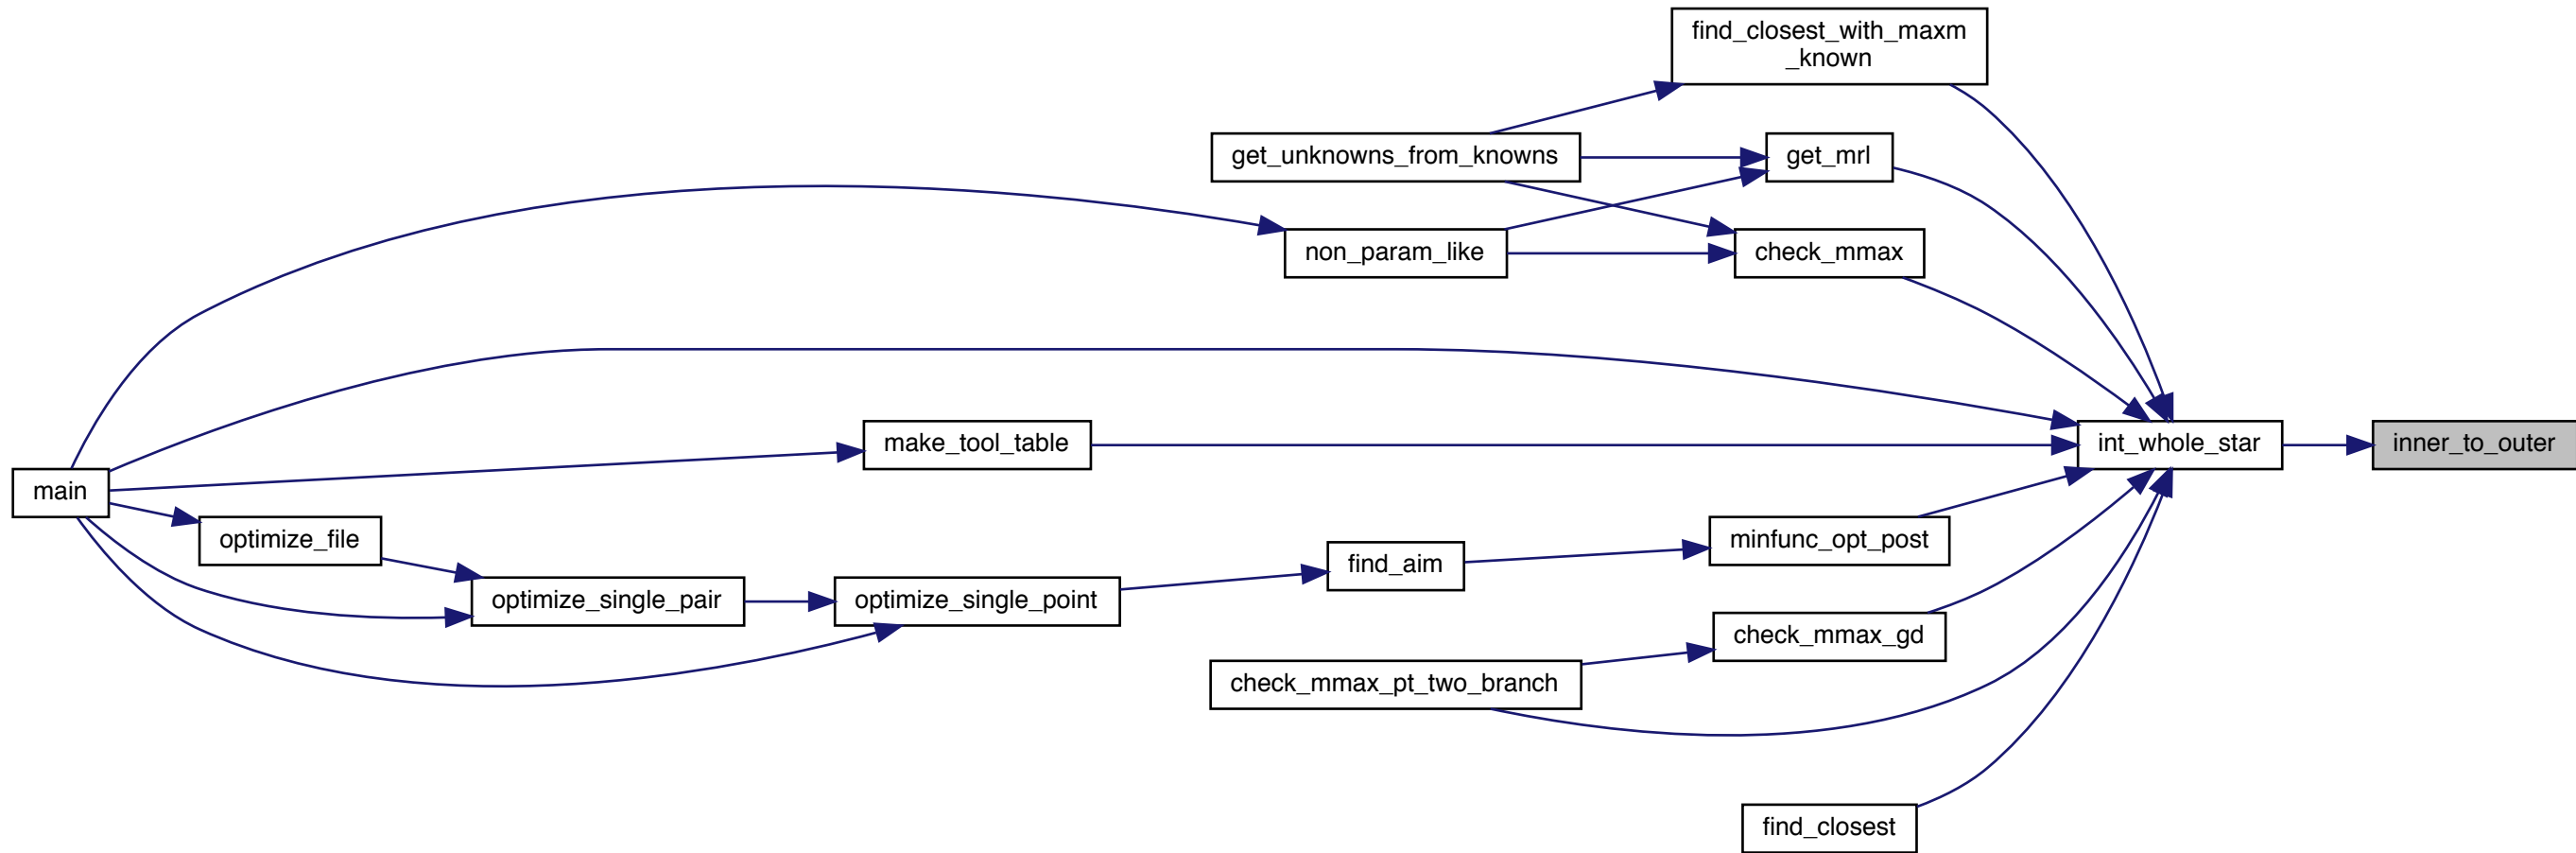 find_closest_with_maxm
_known
get_unknowns_from_knowns
get_mrl
non_param_like
check_mmax
make_tool_table
int_whole_star
inner_to_outer
main
optimize_file
minfunc_opt_post
find_aim
optimize_single_pair
optimize_single_point
check_mmax_gd
check_mmax_pt_two_branch
find_closest